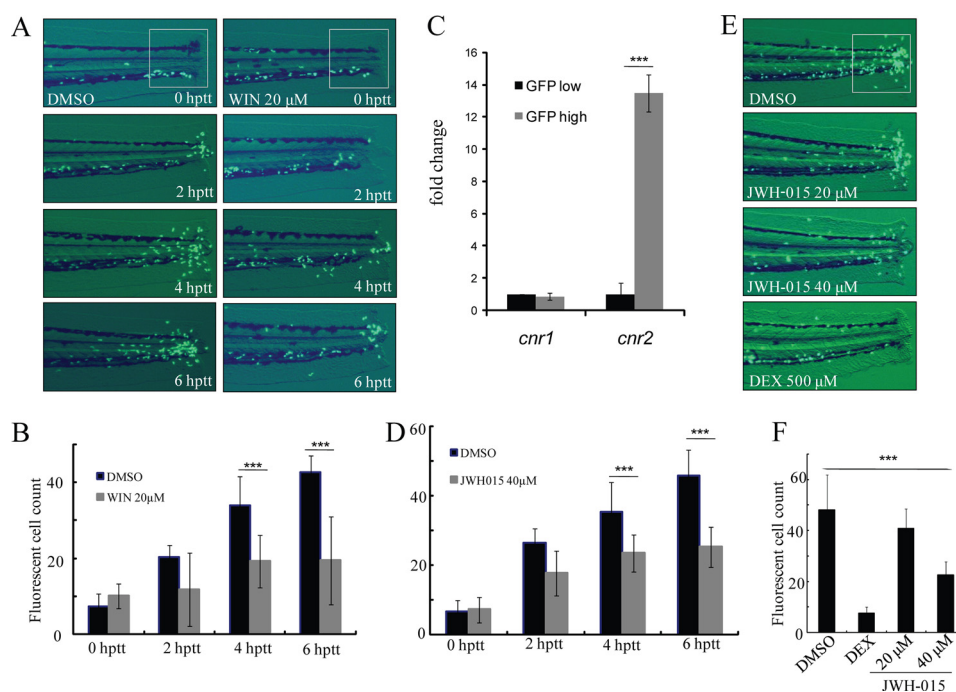 A
DMSO
0 hptt
WIN 20 µM
0 hptt
2 hptt
2 hptt
4 hptt
4 hptt
6 hptt
6 hptt
C
16
14
12
10
8
6
4
2
0
fold change
GFP low
GFP high
***
cnr1
cnr2
E
DMSO
JWH-015 20 µM
JWH-015 40 µM
DEX 500 µM
B
Fluorescent cell count
40
20
0
DMSO
WIN 20µM
***
***
0 hptt
2 hptt
4 hptt
6 hptt
D
60
50
40
30
20
10
0
DMSO
JWH015 40µM
***
***
0 hptt
2 hptt
4 hptt
6 hptt
F
Fluorescent cell count
60
40
20
0
***
DMSO
DEX
20 µM
40 µM
JWH-015